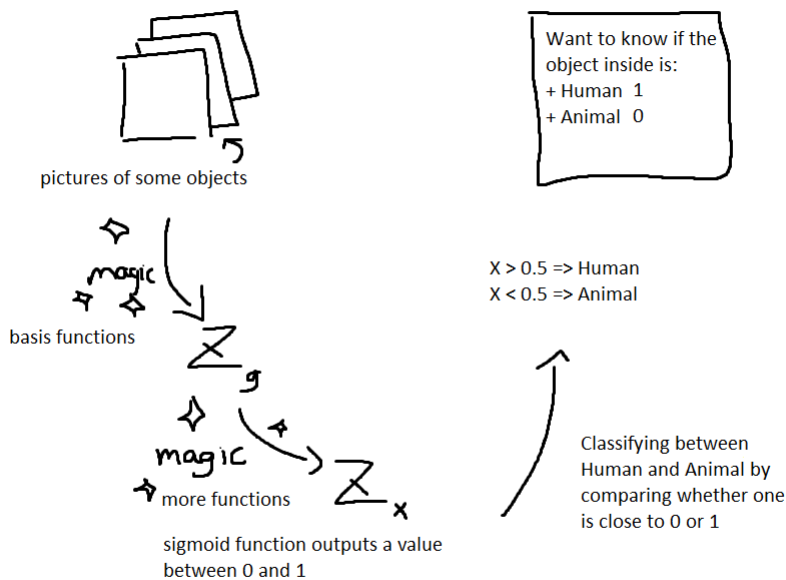 pictures of some objects
Want to know if the
object inside is:
+ Human 1
+ Animal 0
magic
basis functions
Z g
magic
more functions
Z x
sigmoid function outputs a value
between 0 and 1
X > 0.5 => Human
X < 0.5 => Animal
Classifying between
Human and Animal by
comparing whether one
is close to 0 or 1